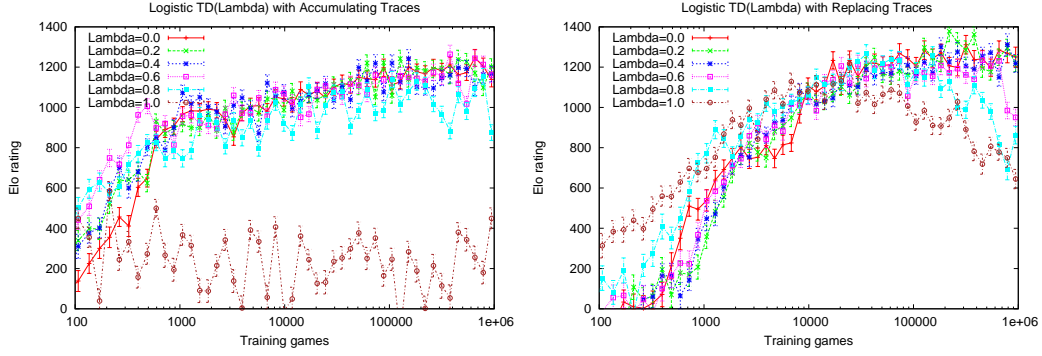 Logistic TD(Lambda) with Accumulating Traces
1400
1200
1000
800
600
400
200
0
Elo rating
Lambda=0.0
Lambda=0.2
Lambda=0.4
Lambda=0.6
Lambda=0.8
Lambda=1.0
100
1000
10000
100000
1e+06
Training games
Logistic TD(Lambda) with Replacing Traces
1400
1200
1000
800
600
400
200
0
Elo rating
Lambda=0.0
Lambda=0.2
Lambda=0.4
Lambda=0.6
Lambda=0.8
Lambda=1.0
100
1000
10000
100000
1e+06
Training games